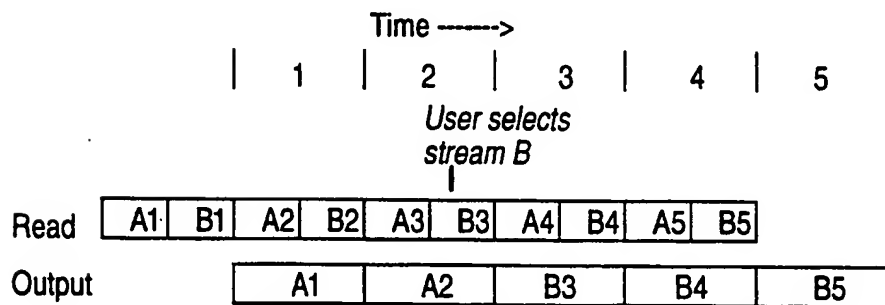 Time ------->
| 1 | 2 | 3 | 4 | 5
User selects
stream B
Read A1 B1 A2 B2 A3 B3 A4 B4 A5 B5
Output A1 A2 B3 B4 B5